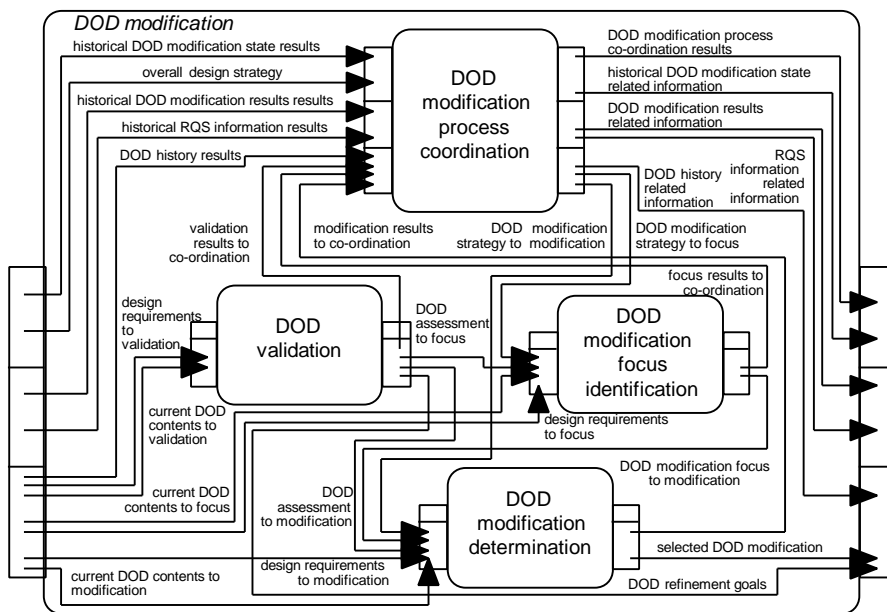 DOD modification
historical DOD modification state results
overall design strategy
historical DOD modification results results
historical RQS information results
DOD history results
DOD
modification
process
coordination
DOD modification process
co-ordination results
historical DOD modification state
related information
DOD modification results
related information
RQS
information
related
information
DOD history
related
information
validation
results to
co-ordination
modification results
to co-ordination
DOD modification
strategy to modification
DOD modification
strategy to focus
focus results to
co-ordination
design
requirements
to
validation
DOD
validation
DOD
assessment
to focus
DOD
modification
focus
identification
current DOD
contents to
validation
design requirements
to focus
current DOD
contents to focus
DOD
assessment
to modification
DOD modification focus
to modification
DOD
modification
determination
design requirements
to modification
selected DOD modification
current DOD contents to
modification
DOD refinement goals